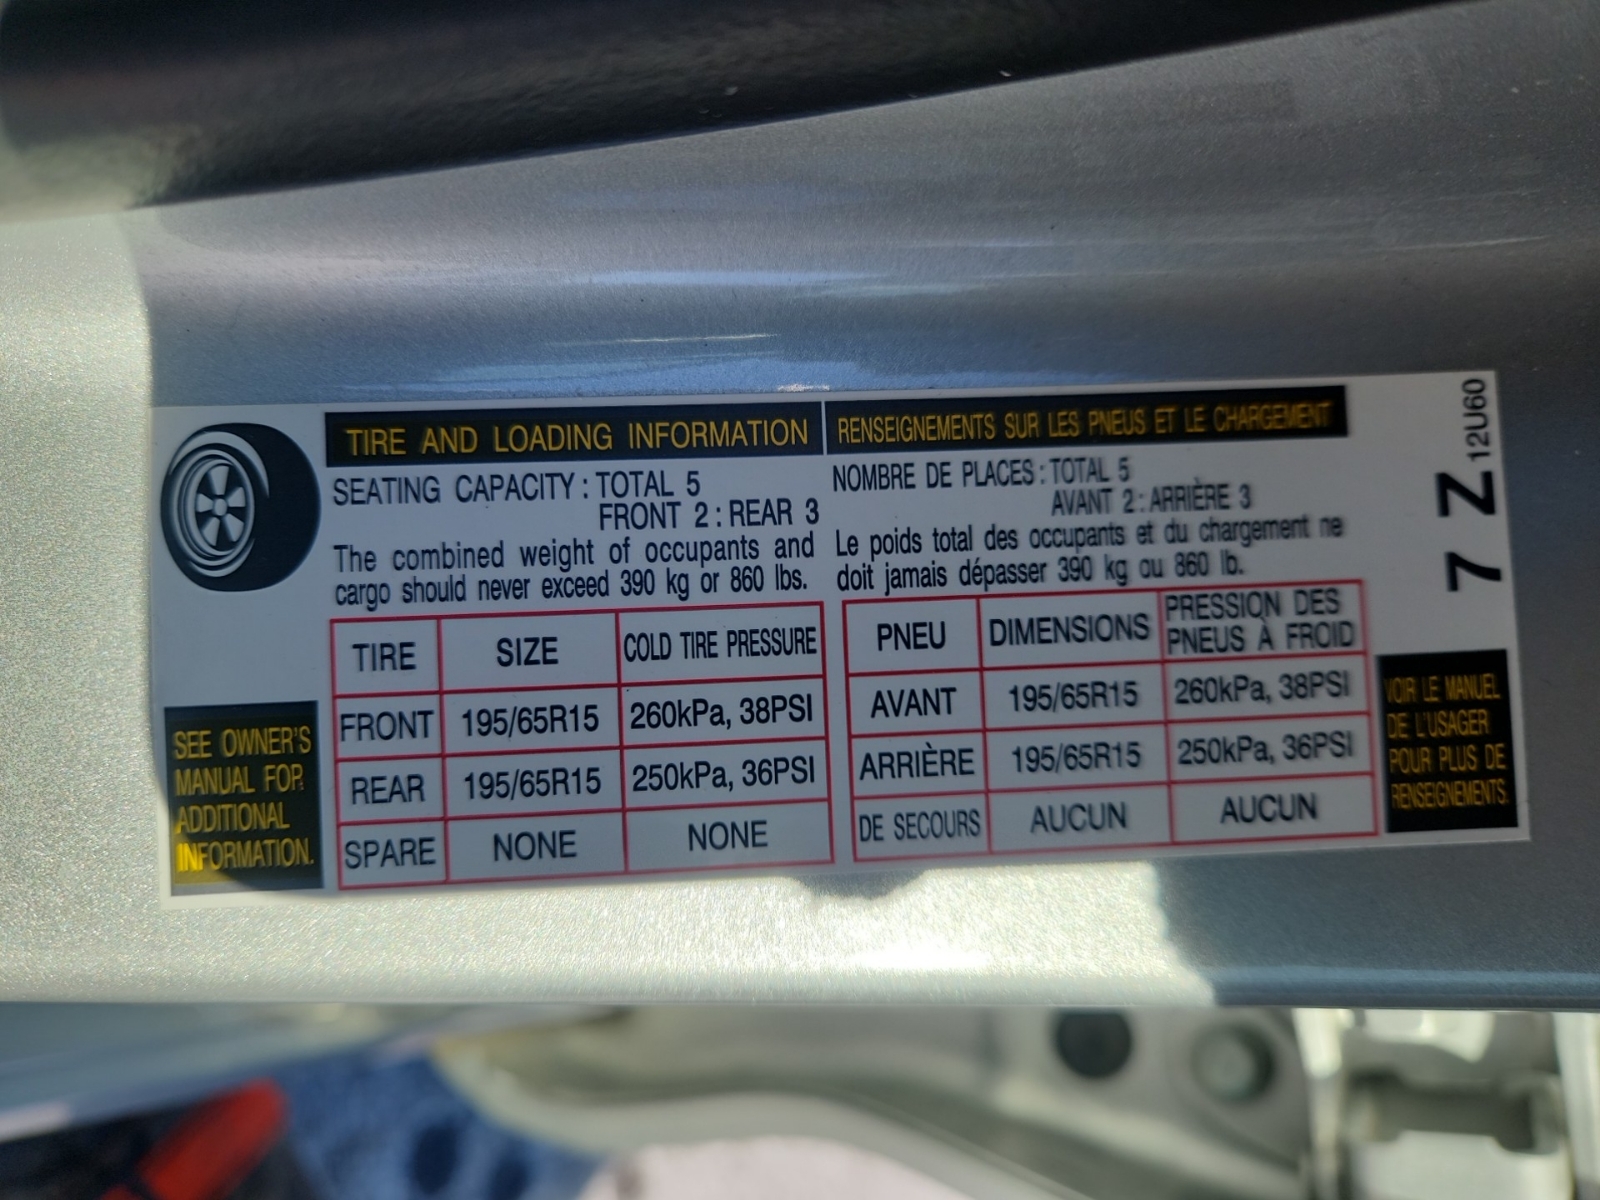 TIRE AND LOADING INFORMATION
SEATING CAPACITY : TOTAL 5
FRONT 2 : REAR 3
The combined weight of occupants and
cargo should never exceed 390 kg or 860 lbs.
TIRE SIZE COLD TIRE PRESSURE
FRONT 195/65R15 260kPa, 38PSI
REAR 195/65R15 250kPa, 36PSI
SPARE NONE NONE
SEE OWNER'S
MANUAL FOR
ADDITIONAL
INFORMATION.
RENSEIGNEMENTS SUR LES PNEUS ET LE CHARGEMENT
NOMBRE DE PLACES : TOTAL 5
AVANT 2 : ARRIÈRE 3
Le poids total des occupants et du chargement ne
doit jamais dépasser 390 kg ou 860 lb.
PNEU DIMENSIONS PRESSION DES
PNEUS À FROID
AVANT 195/65R15 260kPa, 38PSI
ARRIÈRE 195/65R15 250kPa, 36PSI
DE SECOURS AUCUN AUCUN
VOIR LE MANUEL
DE L'USAGER
POUR PLUS DE
RENSEIGNEMENTS.
7 Z 12U60